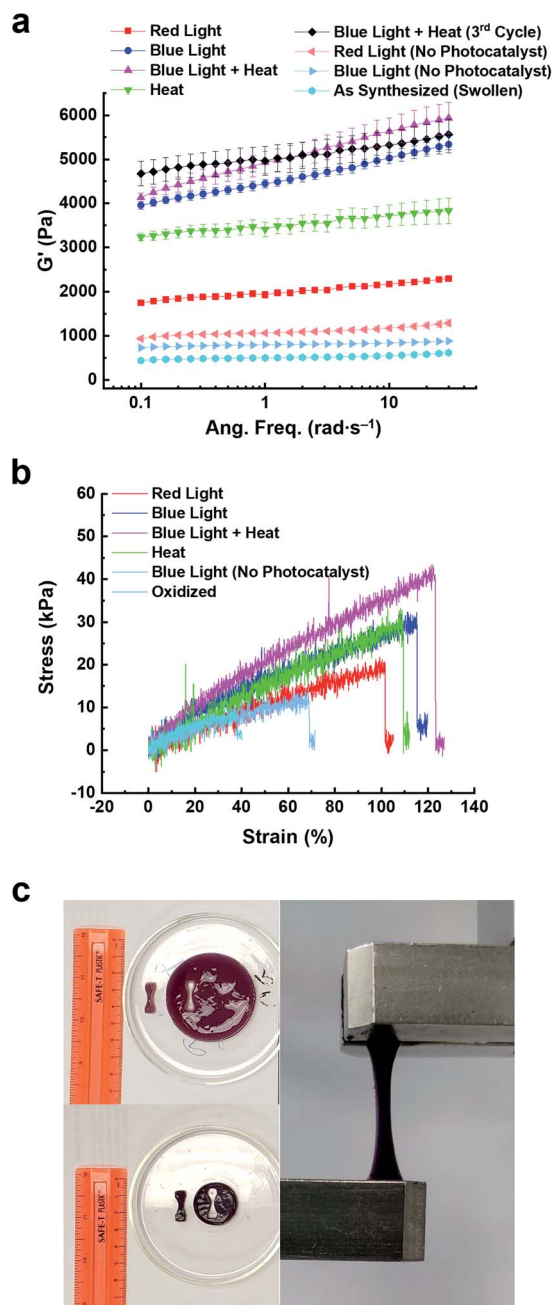 a
Red Light
Blue Light
Blue Light + Heat
Heat
Blue Light + Heat (3rd Cycle)
Red Light (No Photocatalyst)
Blue Light (No Photocatalyst)
As Synthesized (Swollen)
6000
5000
4000
3000
2000
1000
0
G' (Pa)
0.1
1
10
Ang. Freq. (rad·s⁻¹)
b
Red Light
Blue Light
Blue Light + Heat
Heat
Blue Light (No Photocatalyst)
Oxidized
60
50
40
30
20
10
0
-10
Stress (kPa)
-20
0
20
40
60
80
100
120
140
Strain (%)
c
SAFE-T PLASTIC
SAFE-T PLASTIC